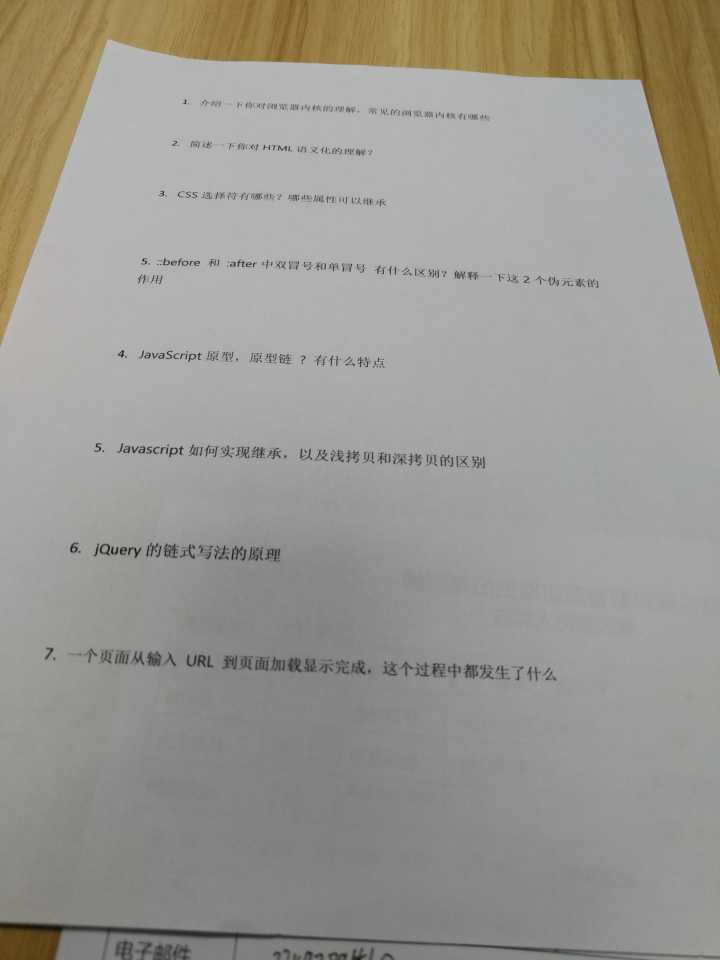 1. 介绍一下你对浏览器内核的理解，常见的浏览器内核有哪些
2. 简述一下你对 HTML 语义化的理解？
3. CSS 选择符有哪些？哪些属性可以继承
5. ::before 和 :after 中双冒号和单冒号 有什么区别？解释一下这 2 个伪元素的
作用
4. JavaScript 原型，原型链 ？有什么特点
5. Javascript 如何实现继承，以及浅拷贝和深拷贝的区别
6. jQuery 的链式写法的原理
7. 一个页面从输入 URL 到页面加载显示完成，这个过程中都发生了什么
电子邮件